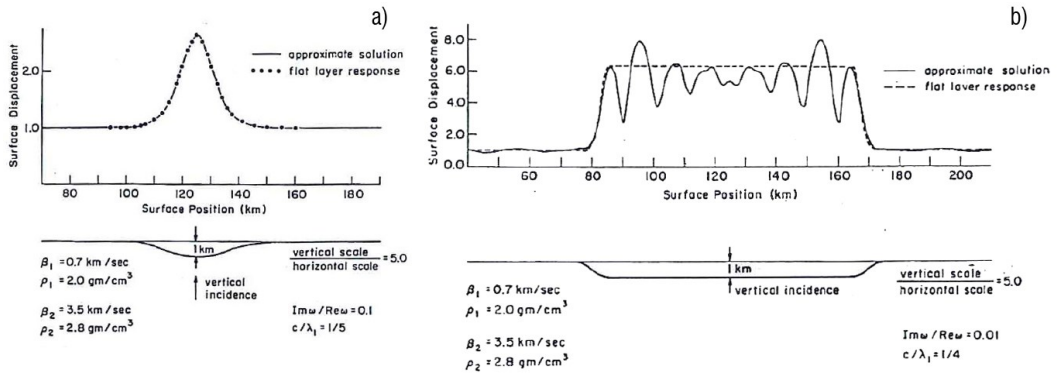 a)
Surface Displacement
2.0
1.0
approximate solution
flat layer response
80 100 120 140 160 180
Surface Position (km)
1 km
vertical scale
horizontal scale
=5.0
β1 =0.7 km/sec
ρ1 =2.0 gm/cm³
vertical
incidence
β2 =3.5 km/sec
ρ2 =2.8 gm/cm³
Imω/Reω=0.1
c/λ1=1/5
b)
Surface Displacement
8.0
6.0
4.0
2.0
0.0
approximate solution
flat layer response
60 80 100 120 140 160 180 200
Surface Position (km)
1 km
vertical scale
horizontal scale
=5.0
vertical incidence
β1 =0.7 km/sec
ρ1 =2.0 gm/cm³
β2 =3.5 km/sec
ρ2 =2.8 gm/cm³
Imω/Reω=0.01
c/λ1=1/4